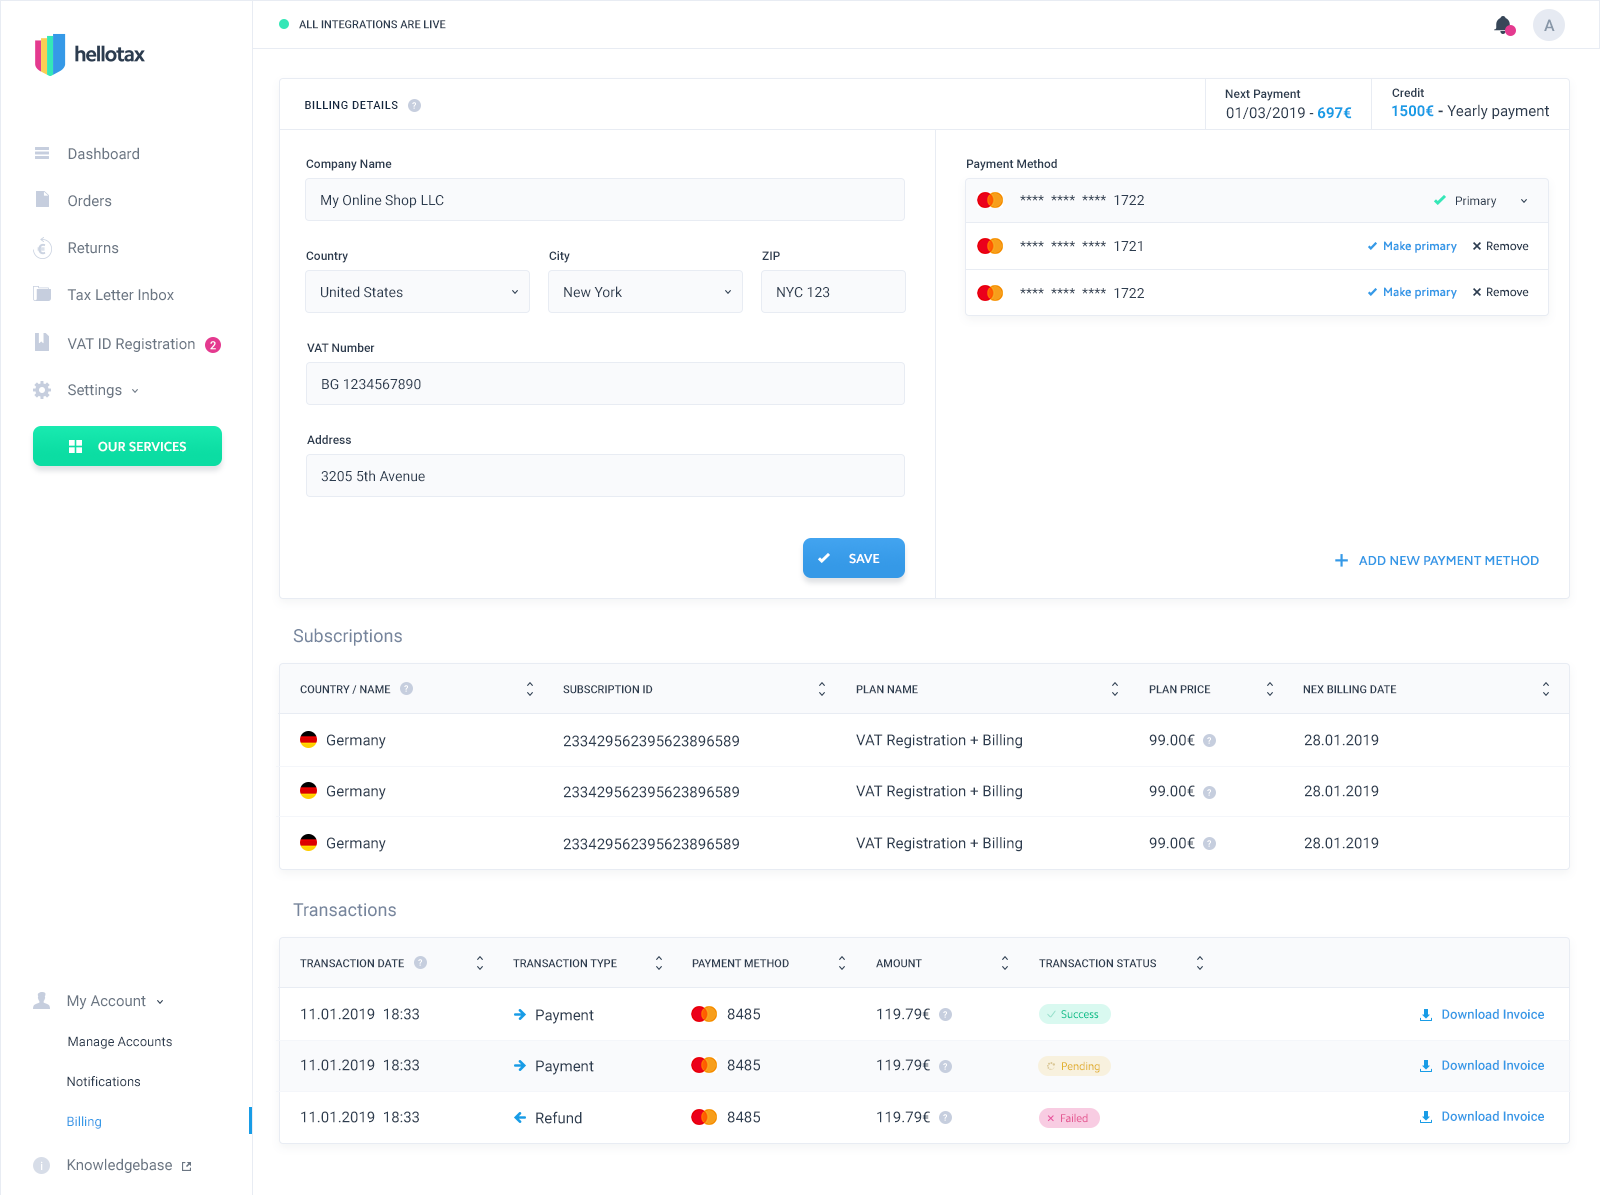 hellotax
ALL INTEGRATIONS ARE LIVE
A
Dashboard
Orders
Returns
Tax Letter Inbox
VAT ID Registration 2
Settings
OUR SERVICES
My Account
Manage Accounts
Notifications
Billing
Knowledgebase
BILLING DETAILS ?
Next Payment
01/03/2019 - 697€
Credit
1500€ - Yearly payment
Company Name
My Online Shop LLC
Country City ZIP
United States New York NYC 123
VAT Number
BG 1234567890
Address
3205 5th Avenue
SAVE
Payment Method
**** **** **** 1722 Primary
**** **** **** 1721 Make primary Remove
**** **** **** 1722 Make primary Remove
ADD NEW PAYMENT METHOD
Subscriptions
COUNTRY / NAME ? SUBSCRIPTION ID PLAN NAME PLAN PRICE NEX BILLING DATE
Germany 233429562395623896589 VAT Registration + Billing 99.00€ ? 28.01.2019
Germany 233429562395623896589 VAT Registration + Billing 99.00€ ? 28.01.2019
Germany 233429562395623896589 VAT Registration + Billing 99.00€ ? 28.01.2019
Transactions
TRANSACTION DATE ? TRANSACTION TYPE PAYMENT METHOD AMOUNT TRANSACTION STATUS
11.01.2019 18:33 Payment 8485 119.79€ ? Success Download Invoice
11.01.2019 18:33 Payment 8485 119.79€ ? Pending Download Invoice
11.01.2019 18:33 Refund 8485 119.79€ ? Failed Download Invoice